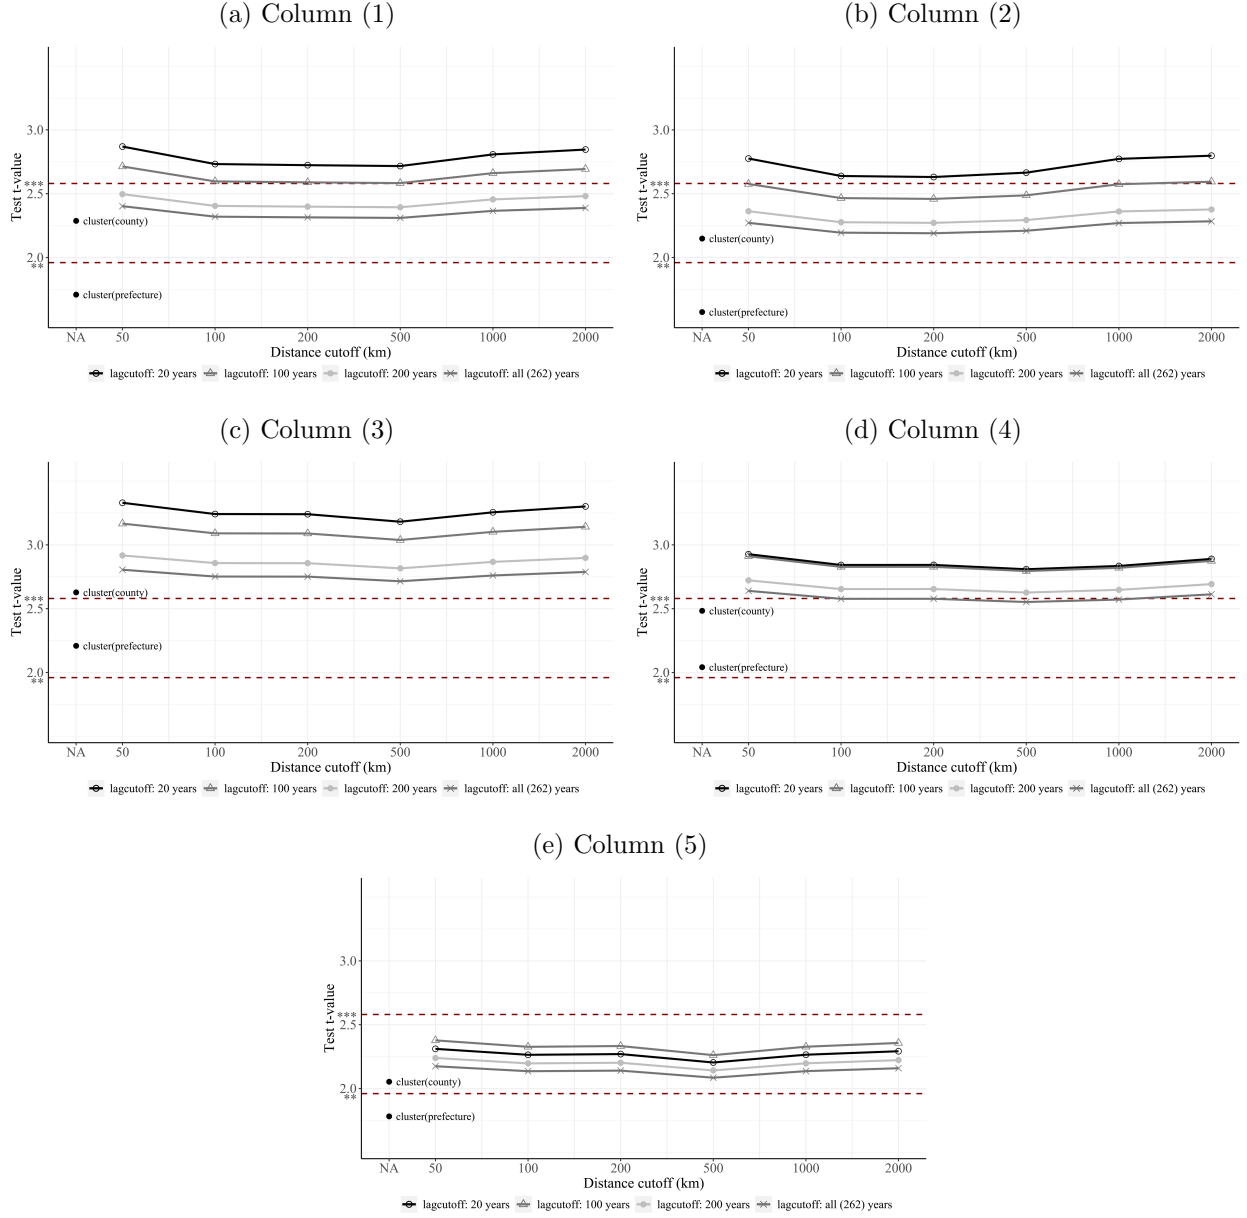 (a) Column (1)
Test t-value
3.0
***
2.5
2.0
**
cluster(county)
cluster(prefecture)
NA 50 100 200 500 1000 2000
Distance cutoff (km)
lagcutoff: 20 years lagcutoff: 100 years lagcutoff: 200 years lagcutoff: all (262) years
(b) Column (2)
Test t-value
3.0
***
2.5
2.0
**
cluster(county)
cluster(prefecture)
NA 50 100 200 500 1000 2000
Distance cutoff (km)
lagcutoff: 20 years lagcutoff: 100 years lagcutoff: 200 years lagcutoff: all (262) years
(c) Column (3)
Test t-value
3.0
***
2.5
2.0
**
cluster(county)
cluster(prefecture)
NA 50 100 200 500 1000 2000
Distance cutoff (km)
lagcutoff: 20 years lagcutoff: 100 years lagcutoff: 200 years lagcutoff: all (262) years
(d) Column (4)
Test t-value
3.0
***
2.5
2.0
**
cluster(county)
cluster(prefecture)
NA 50 100 200 500 1000 2000
Distance cutoff (km)
lagcutoff: 20 years lagcutoff: 100 years lagcutoff: 200 years lagcutoff: all (262) years
(e) Column (5)
Test t-value
3.0
***
2.5
2.0
**
cluster(county)
cluster(prefecture)
NA 50 100 200 500 1000 2000
Distance cutoff (km)
lagcutoff: 20 years lagcutoff: 100 years lagcutoff: 200 years lagcutoff: all (262) years